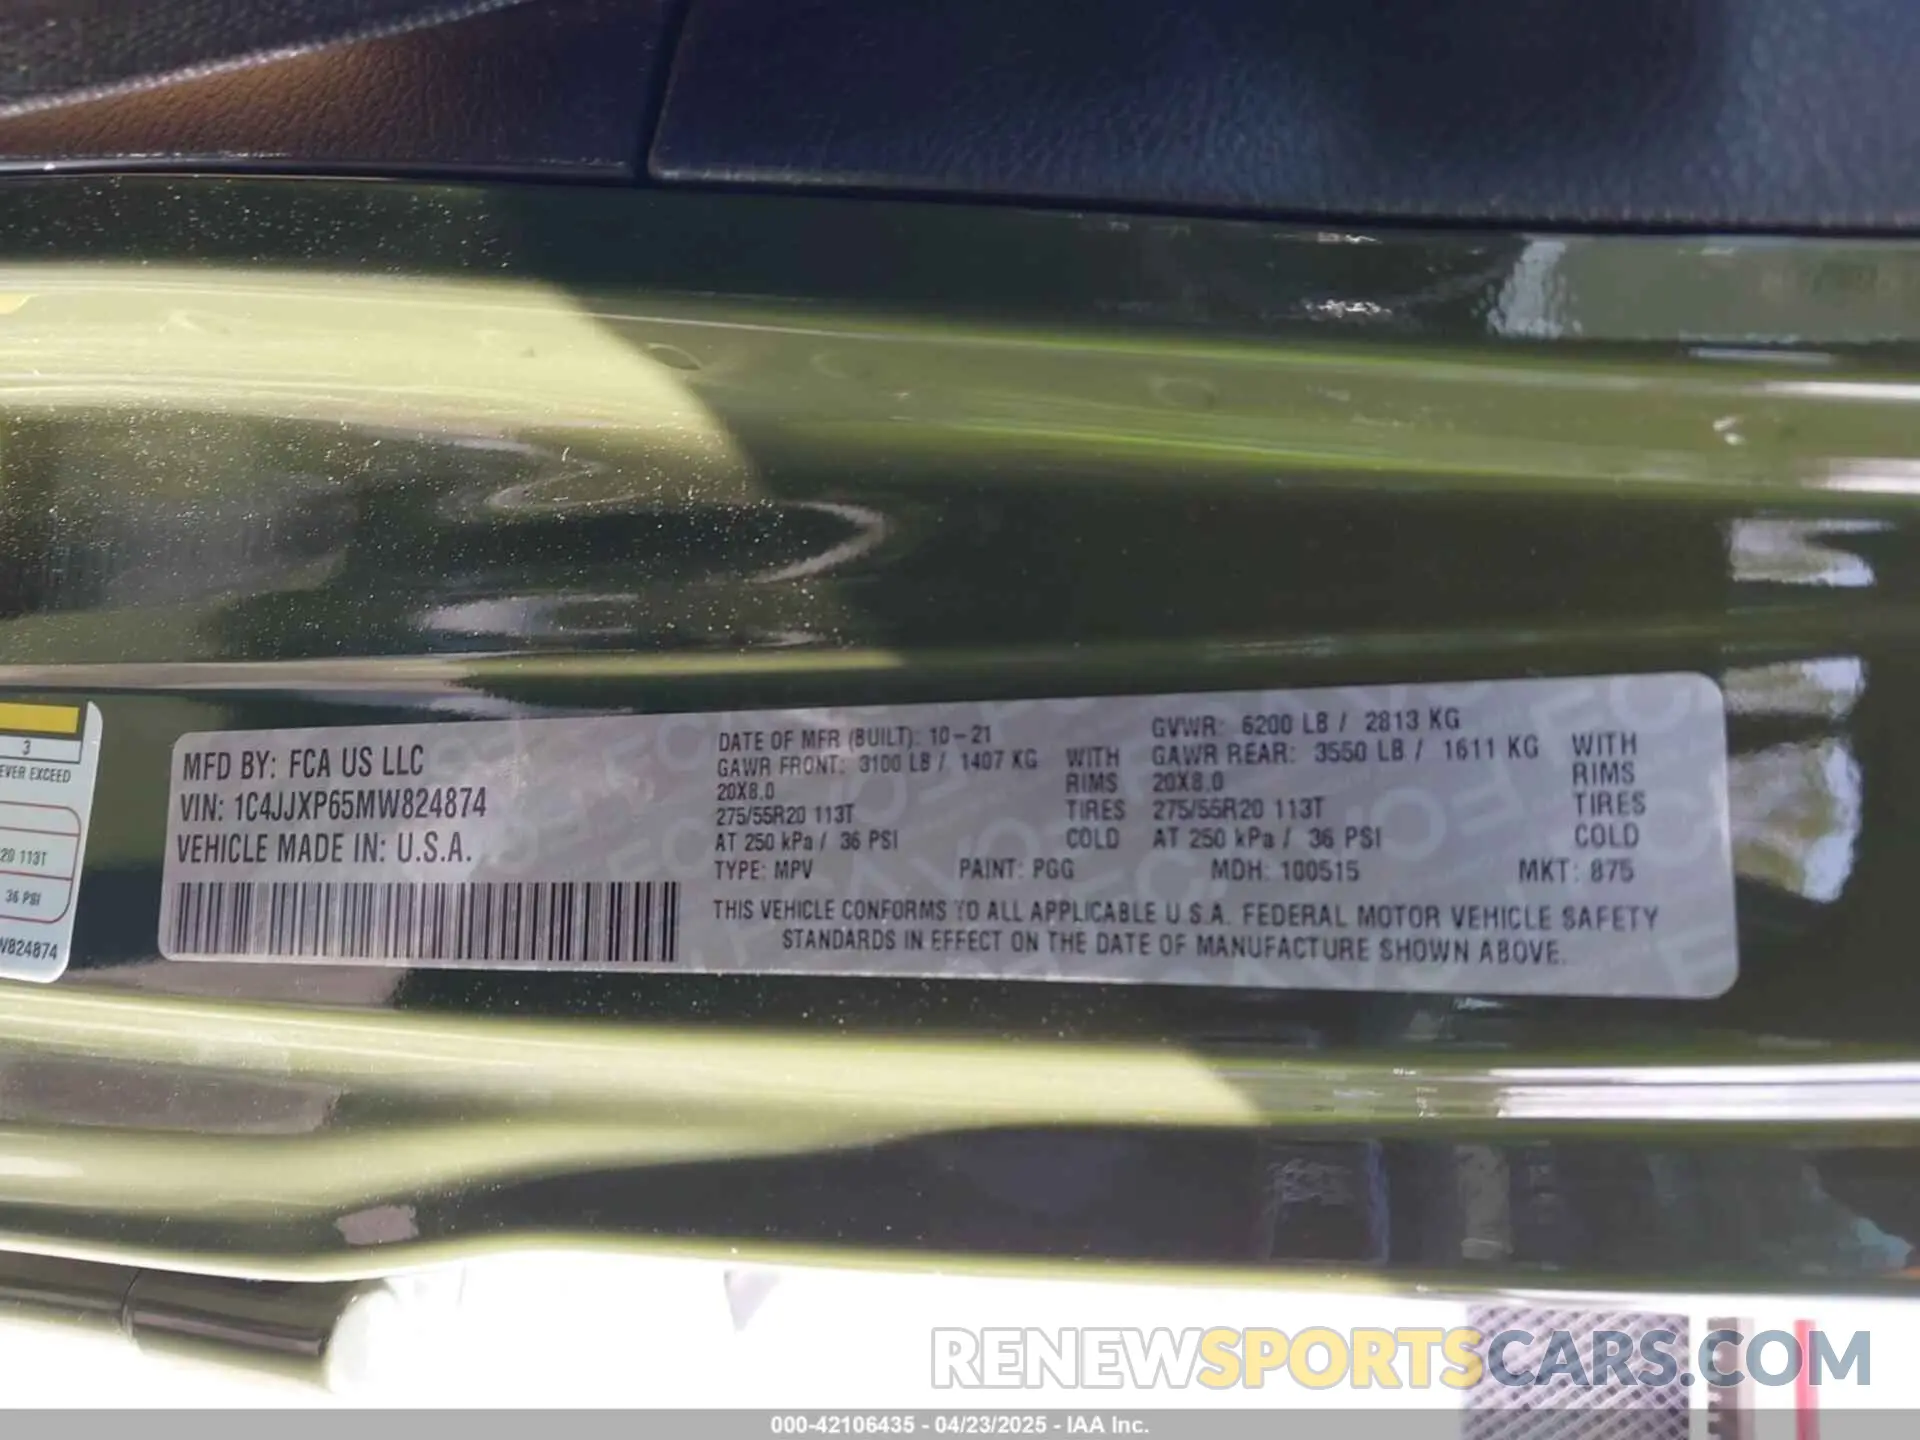 MFD BY: FCA US LLC
VIN: 1C4JJXP65MW824874
VEHICLE MADE IN: U.S.A.
DATE OF MFR (BUILT): 10-21
GAWR FRONT: 3100 LB / 1407 KG WITH
20X8.0 RIMS
275/55R20 113T TIRES
AT 250 kPa / 36 PSI COLD
GVWR: 6200 LB / 2813 KG
GAWR REAR: 3550 LB / 1611 KG WITH
20X8.0 RIMS
275/55R20 113T TIRES
AT 250 kPa / 36 PSI COLD
TYPE: MPV PAINT: PGG MDH: 100515 MKT: 875
THIS VEHICLE CONFORMS TO ALL APPLICABLE U.S.A. FEDERAL MOTOR VEHICLE SAFETY
STANDARDS IN EFFECT ON THE DATE OF MANUFACTURE SHOWN ABOVE.
3
EVER EXCEED
20 113T
36 PSI
W824874
RENEWSPORTSCARS.COM
000-42106435 - 04/23/2025 - IAA Inc.